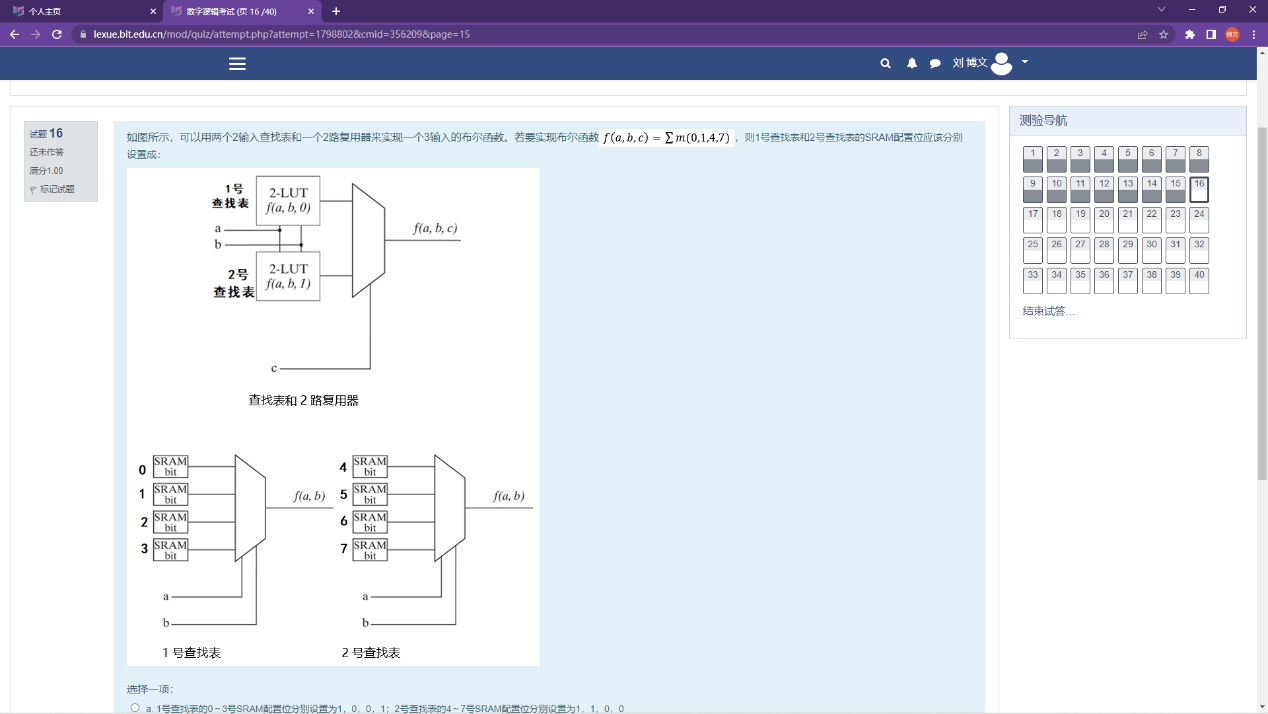 个人主页
数字逻辑考试 (页 16 /40)
lexue.bit.edu.cn/mod/quiz/attempt.php?attempt=1798802&cmid=356209&page=15
博文
刘 博文
试题 16
还未作答
满分1.00
标记试题
如图所示，可以用两个2输入查找表和一个2路复用器来实现一个3输入的布尔函数。若要实现布尔函数 f(a,b,c) = ∑ m(0,1,4,7)，则1号查找表和2号查找表的SRAM配置位应该分别
设置成：
1号
查找表
2-LUT
f(a, b, 0)
a
b
f(a, b, c)
2号
查找表
2-LUT
f(a, b, 1)
c
查找表和 2 路复用器
0 SRAM bit
1 SRAM bit
2 SRAM bit
3 SRAM bit
f(a, b)
a
b
1 号查找表
4 SRAM bit
5 SRAM bit
6 SRAM bit
7 SRAM bit
f(a, b)
a
b
2 号查找表
选择一项：
a. 1号查找表的0～3号SRAM配置位分别设置为1，0，0，1；2号查找表的4～7号SRAM配置位分别设置为1，1，0，0
测验导航
1 2 3 4 5 6 7 8
9 10 11 12 13 14 15 16
17 18 19 20 21 22 23 24
25 26 27 28 29 30 31 32
33 34 35 36 37 38 39 40
结束试答...